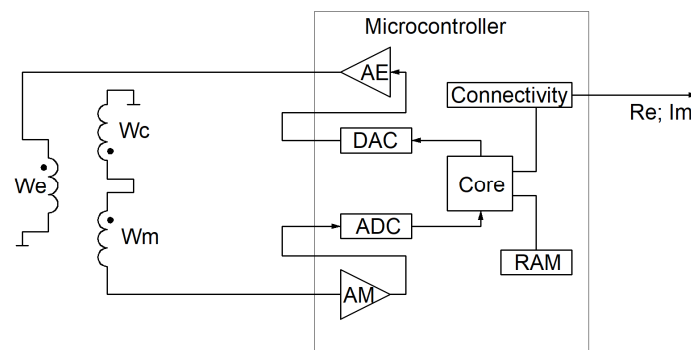 Microcontroller
AE
Connectivity
Re; Im
Wc
DAC
We
Core
Wm
ADC
RAM
AM